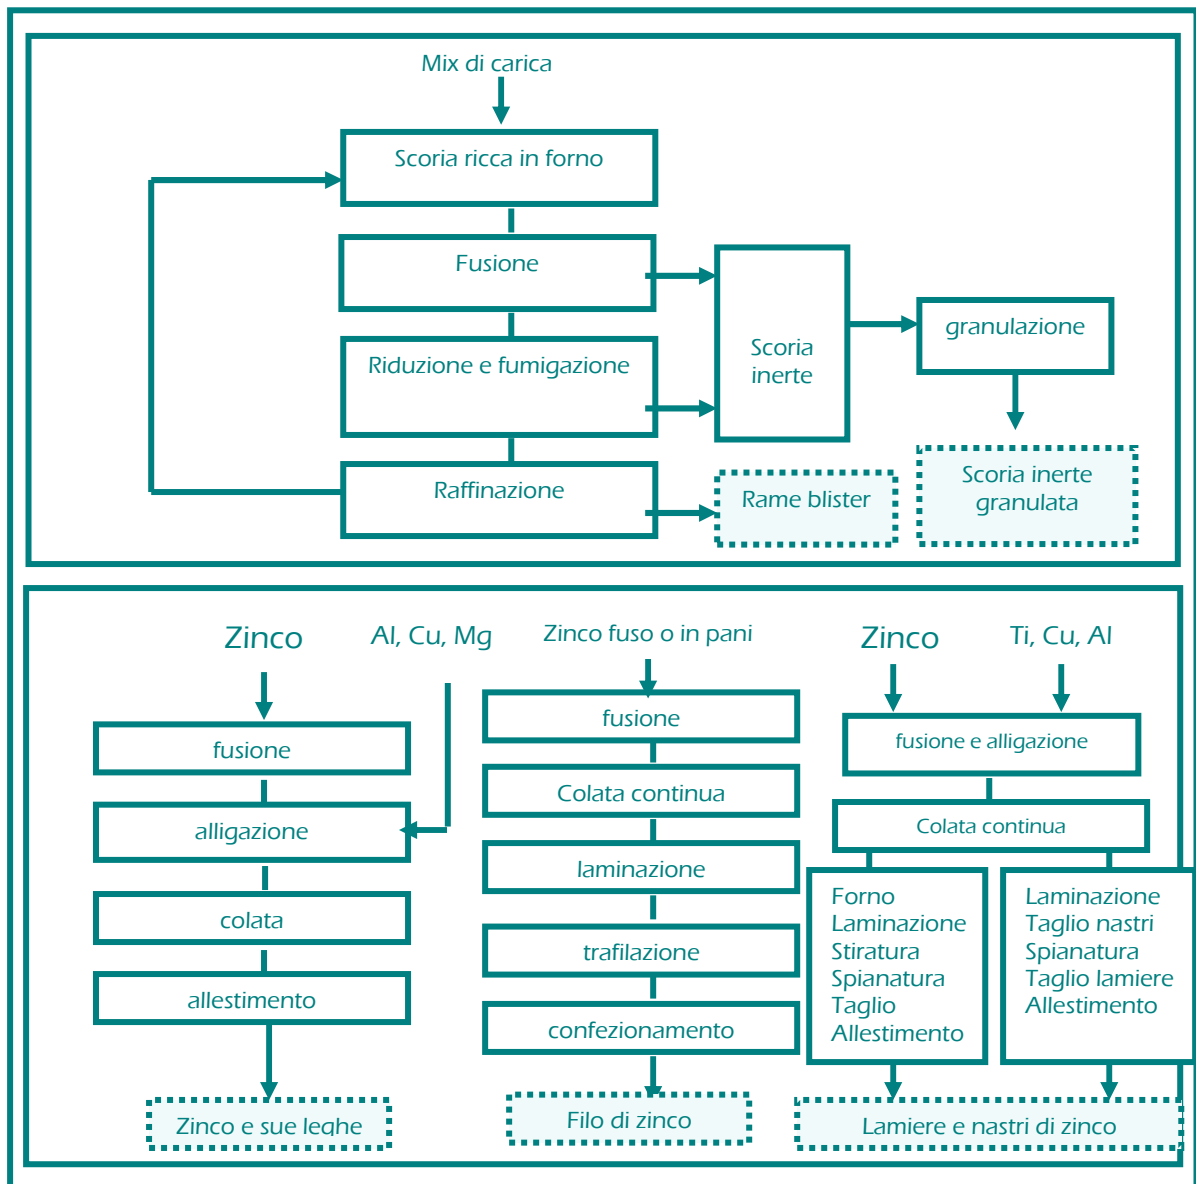 Mix di carica
Scoria ricca in forno
Fusione
Riduzione e fumigazione
Raffinazione
Scoria
inerte
granulazione
Rame blister
Scoria inerte
granulata
Zinco
Al, Cu, Mg
fusione
alligazione
colata
allestimento
Zinco e sue leghe
Zinco fuso o in pani
fusione
Colata continua
laminazione
trafilazione
confezionamento
Filo di zinco
Zinco
Ti, Cu, Al
fusione e alligazione
Colata continua
Forno
Laminazione
Stiratura
Spianatura
Taglio
Allestimento
Laminazione
Taglio nastri
Spianatura
Taglio lamiere
Allestimento
Lamiere e nastri di zinco